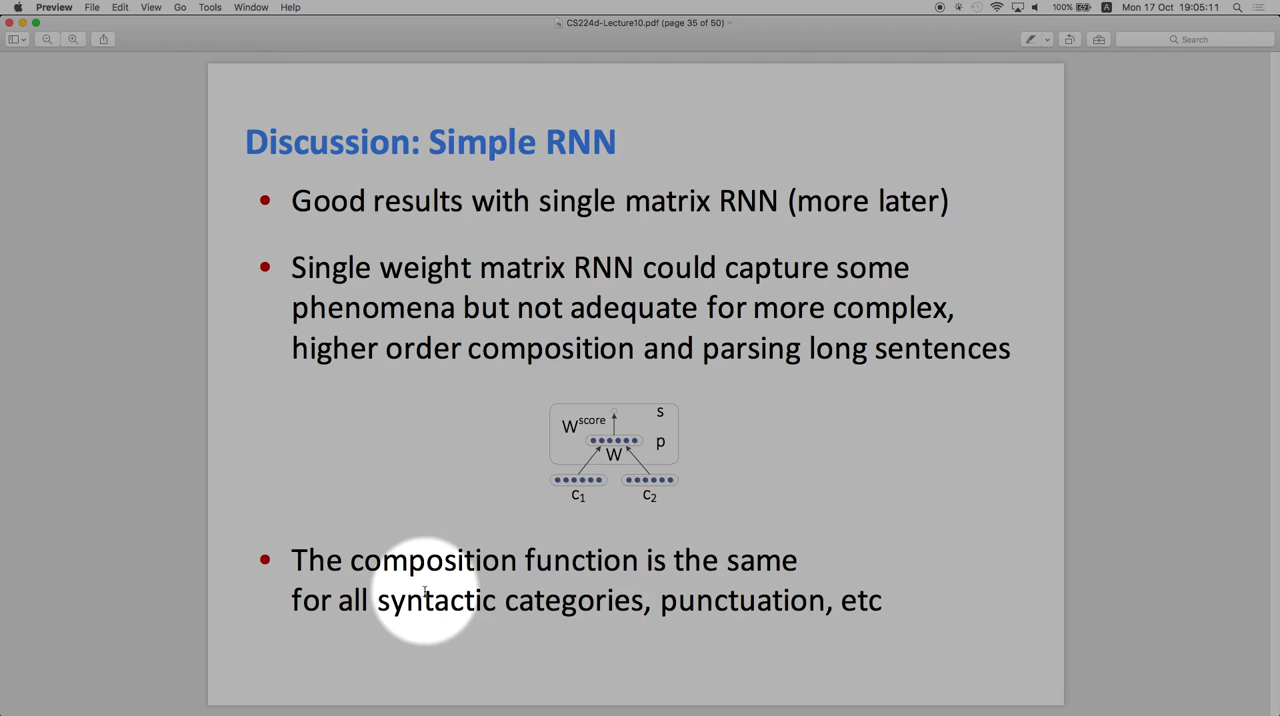 Preview File Edit View Go Tools Window Help 100% A Mon 17 Oct 19:05:11
CS224d-Lecture10.pdf (page 35 of 50)
Search
Discussion: Simple RNN
• Good results with single matrix RNN (more later)
• Single weight matrix RNN could capture some
phenomena but not adequate for more complex,
higher order composition and parsing long sentences
s
W^score
p
W
c₁ c₂
• The composition function is the same
for all syntactic categories, punctuation, etc